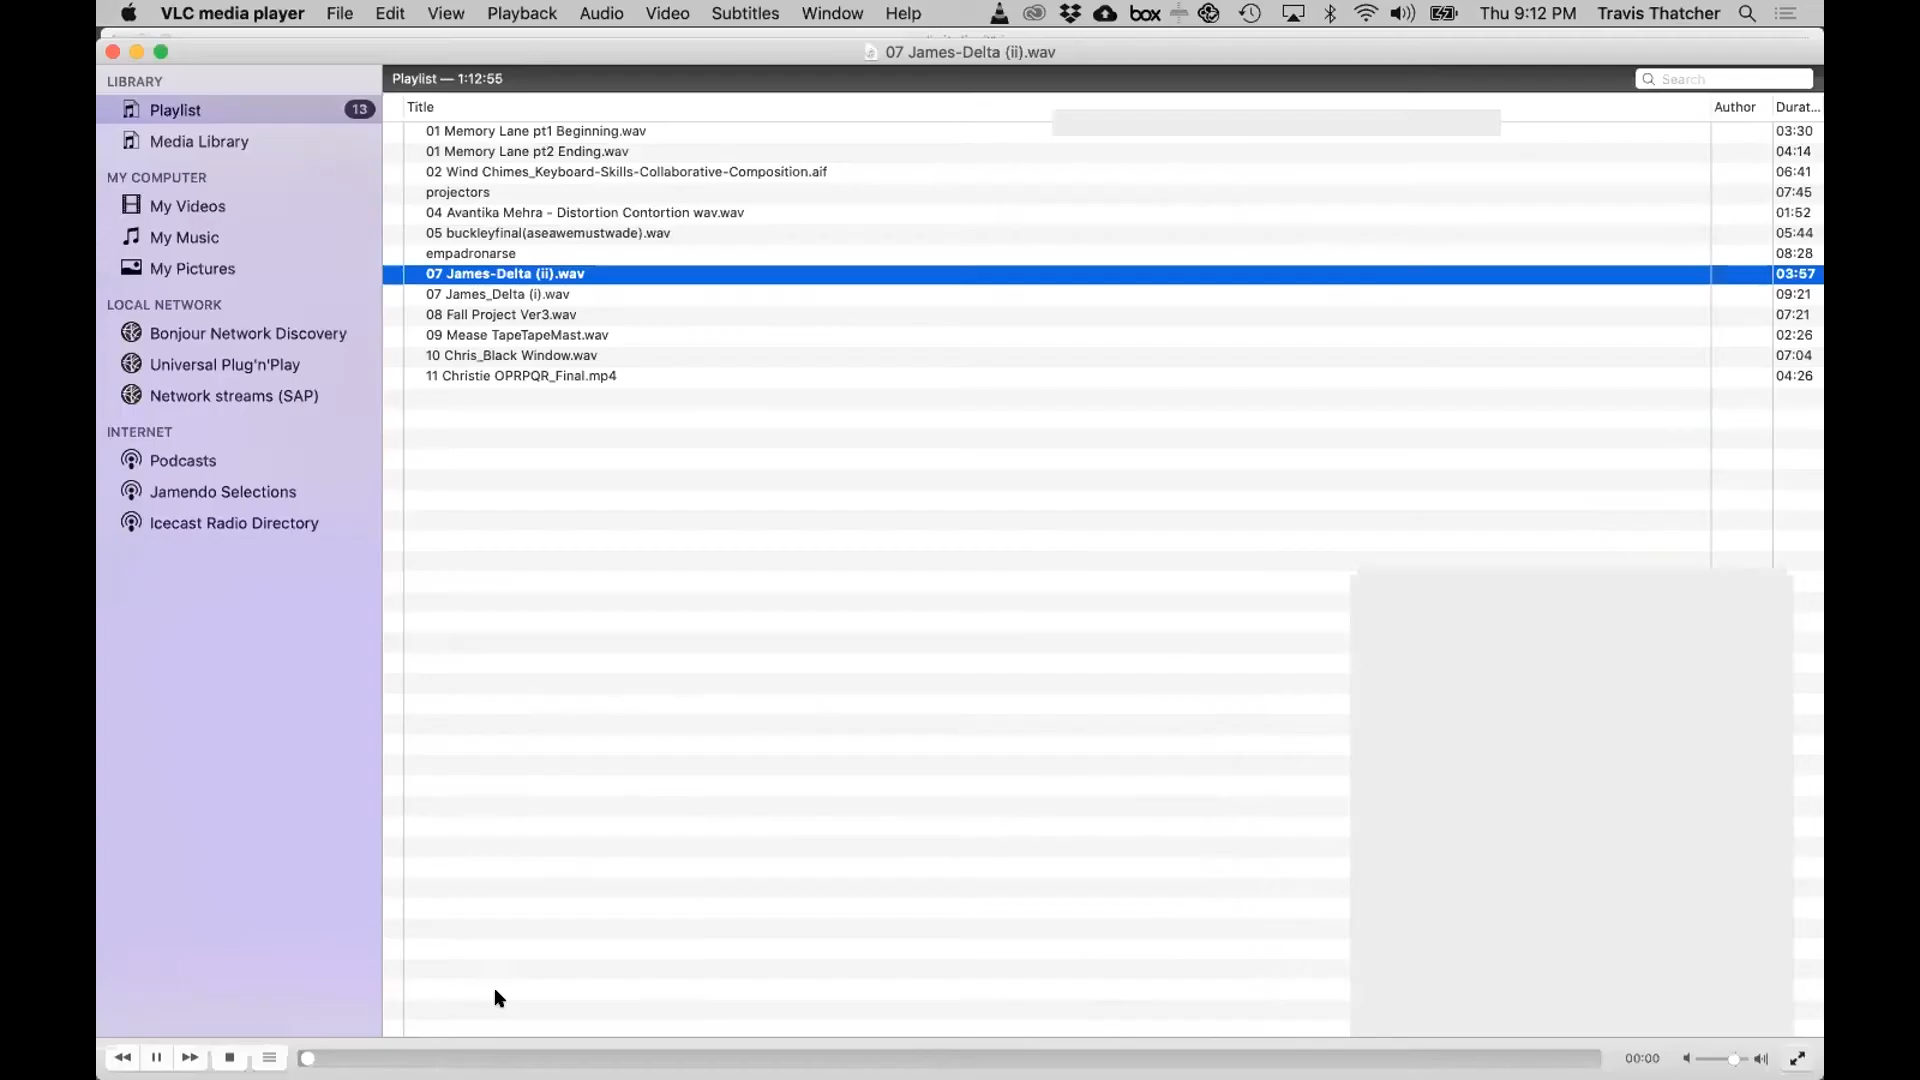 VLC media player File Edit View Playback Audio Video Subtitles Window Help box Thu 9:12 PM Travis Thatcher
07 James-Delta (ii).wav
LIBRARY
Playlist 13
Media Library
MY COMPUTER
My Videos
My Music
My Pictures
LOCAL NETWORK
Bonjour Network Discovery
Universal Plug'n'Play
Network streams (SAP)
INTERNET
Podcasts
Jamendo Selections
Icecast Radio Directory
Playlist — 1:12:55 Search
Title Author Durat...
01 Memory Lane pt1 Beginning.wav 03:30
01 Memory Lane pt2 Ending.wav 04:14
02 Wind Chimes_Keyboard-Skills-Collaborative-Composition.aif 06:41
projectors 07:45
04 Avantika Mehra - Distortion Contortion wav.wav 01:52
05 buckleyfinal(aseawemustwade).wav 05:44
empadronarse 08:28
07 James-Delta (ii).wav 03:57
07 James_Delta (i).wav 09:21
08 Fall Project Ver3.wav 07:21
09 Mease TapeTapeMast.wav 02:26
10 Chris_Black Window.wav 07:04
11 Christie OPRPQR_Final.mp4 04:26
00:00